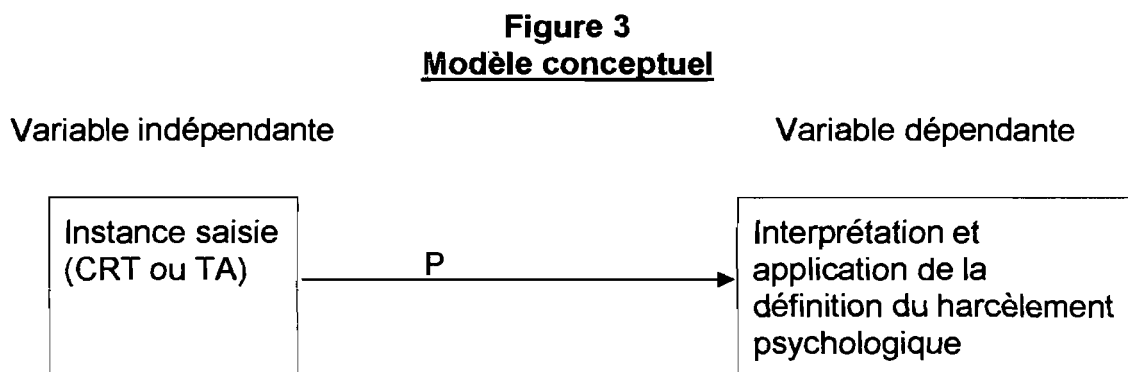 Figure 3
Modèle conceptuel
Variable indépendante
Variable dépendante
Instance saisie
(CRT ou TA)
P
Interprétation et
application de la
définition du harcèlement
psychologique